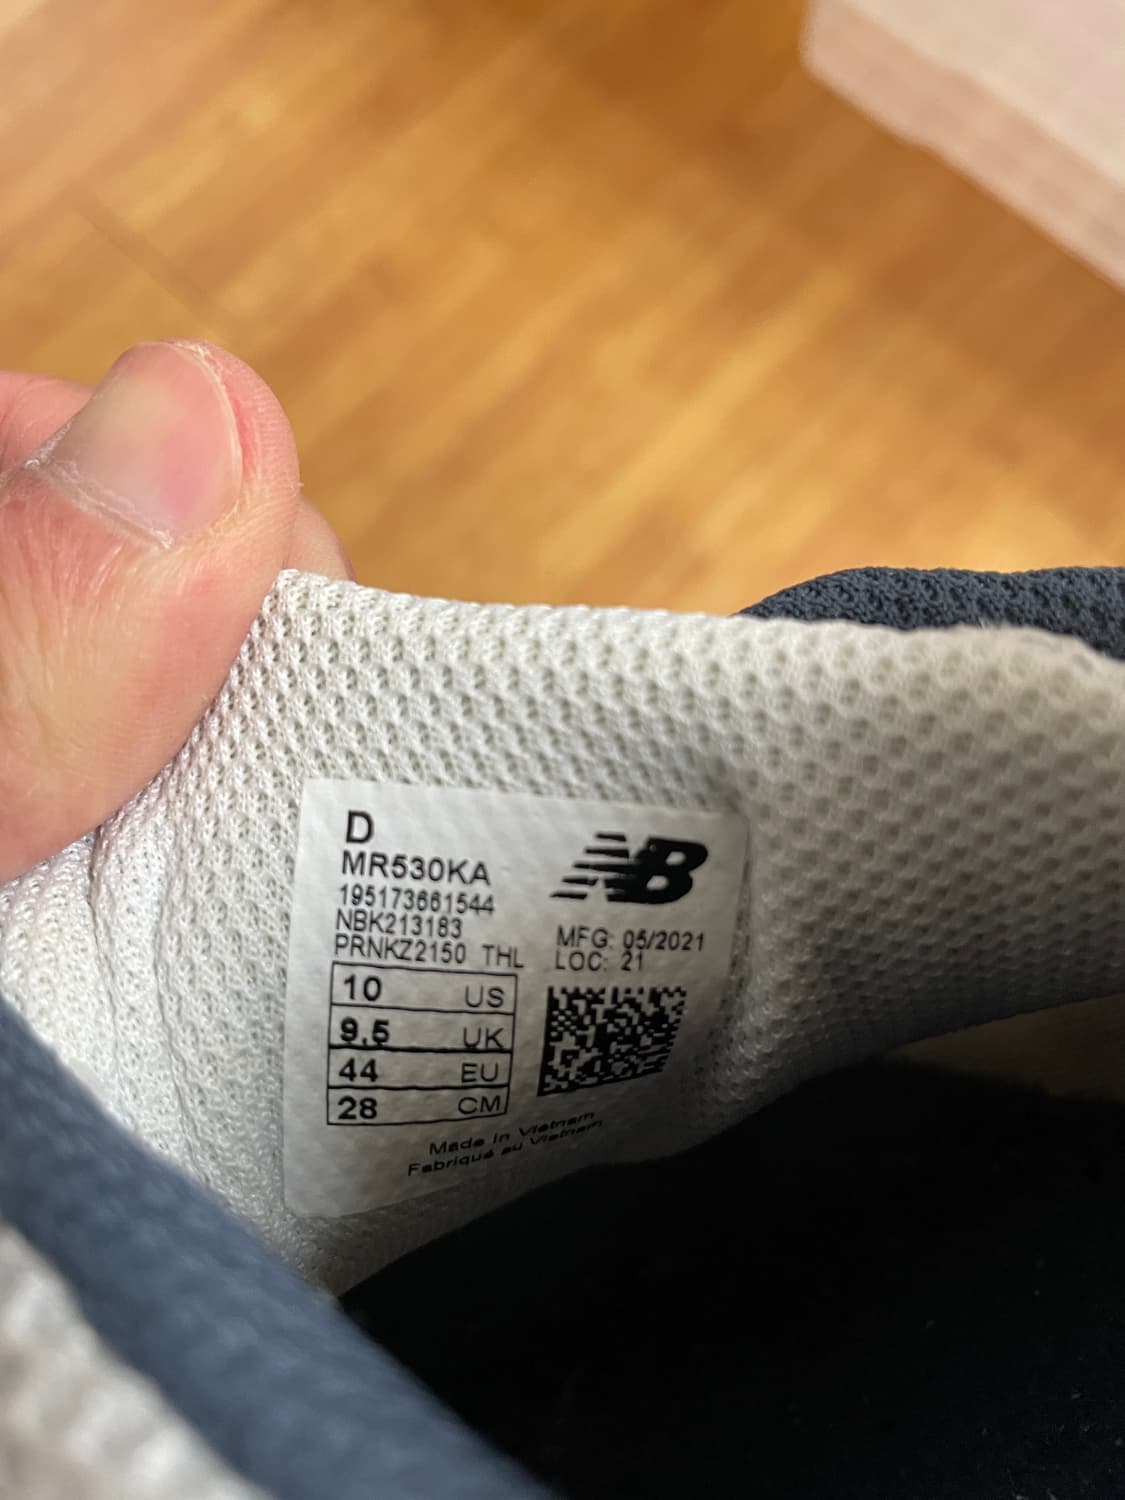 D
MR530KA
195173661544
NBK213183
PRNKZ2150 THL
NB
MFG: 05/2021
LOC: 21
10 US
9,5 UK
44 EU
28 CM
Made in Vietnam
Fabriqué au Vietnam